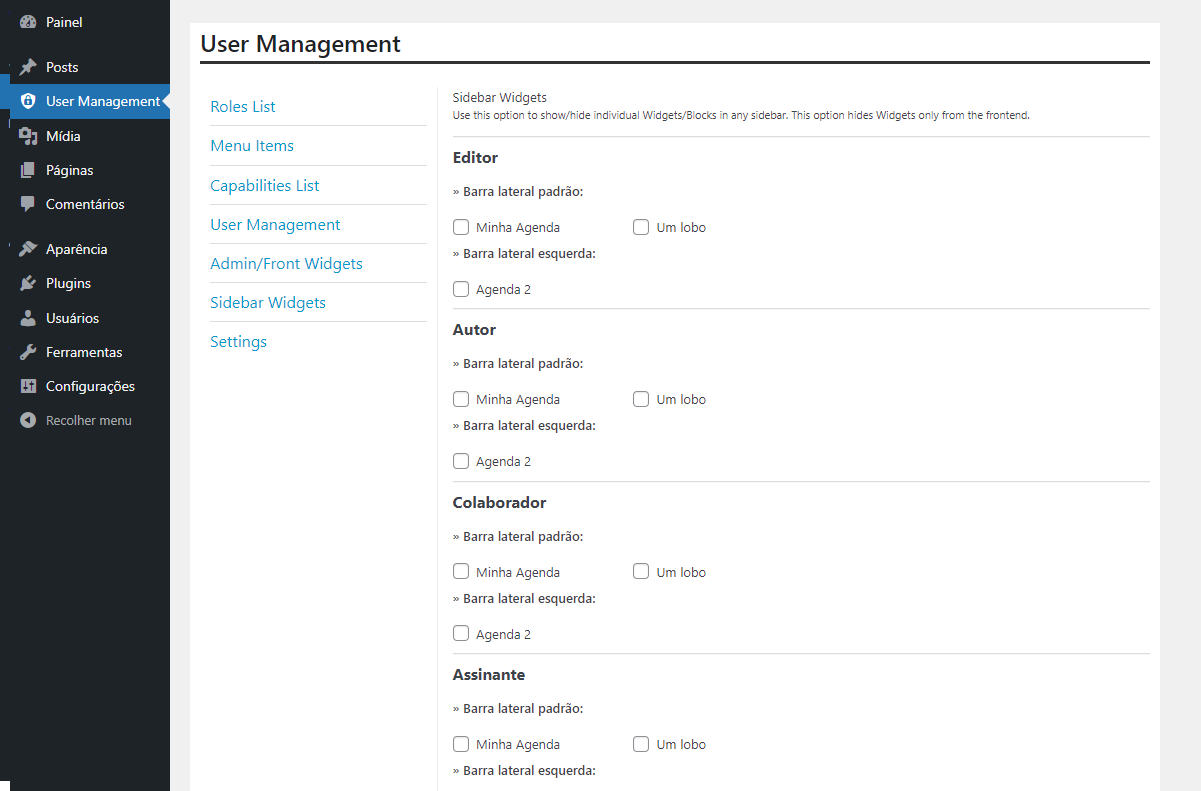 Painel
Posts
User Management
Mídia
Páginas
Comentários
Aparência
Plugins
Usuários
Ferramentas
Configurações
Recolher menu
User Management
Roles List
Menu Items
Capabilities List
User Management
Admin/Front Widgets
Sidebar Widgets
Settings
Sidebar Widgets
Use this option to show/hide individual Widgets/Blocks in any sidebar. This option hides Widgets only from the frontend.
Editor
» Barra lateral padrão:
Minha Agenda Um lobo
» Barra lateral esquerda:
Agenda 2
Autor
» Barra lateral padrão:
Minha Agenda Um lobo
» Barra lateral esquerda:
Agenda 2
Colaborador
» Barra lateral padrão:
Minha Agenda Um lobo
» Barra lateral esquerda:
Agenda 2
Assinante
» Barra lateral padrão:
Minha Agenda Um lobo
» Barra lateral esquerda: